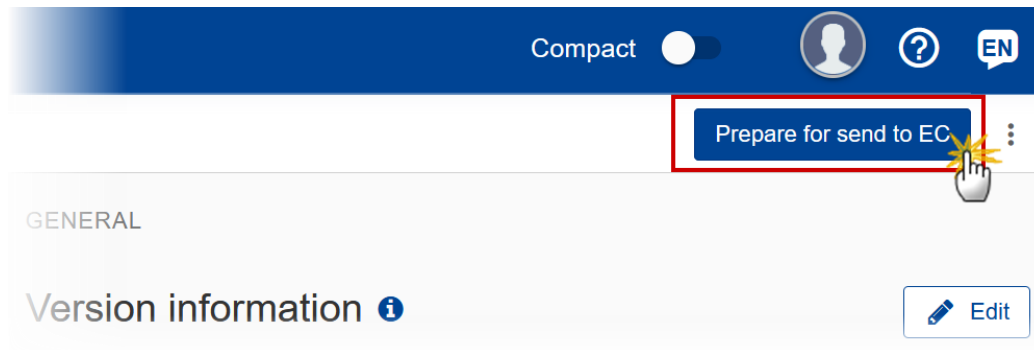 Compact EN
Prepare for send to EC
GENERAL
Version information
Edit